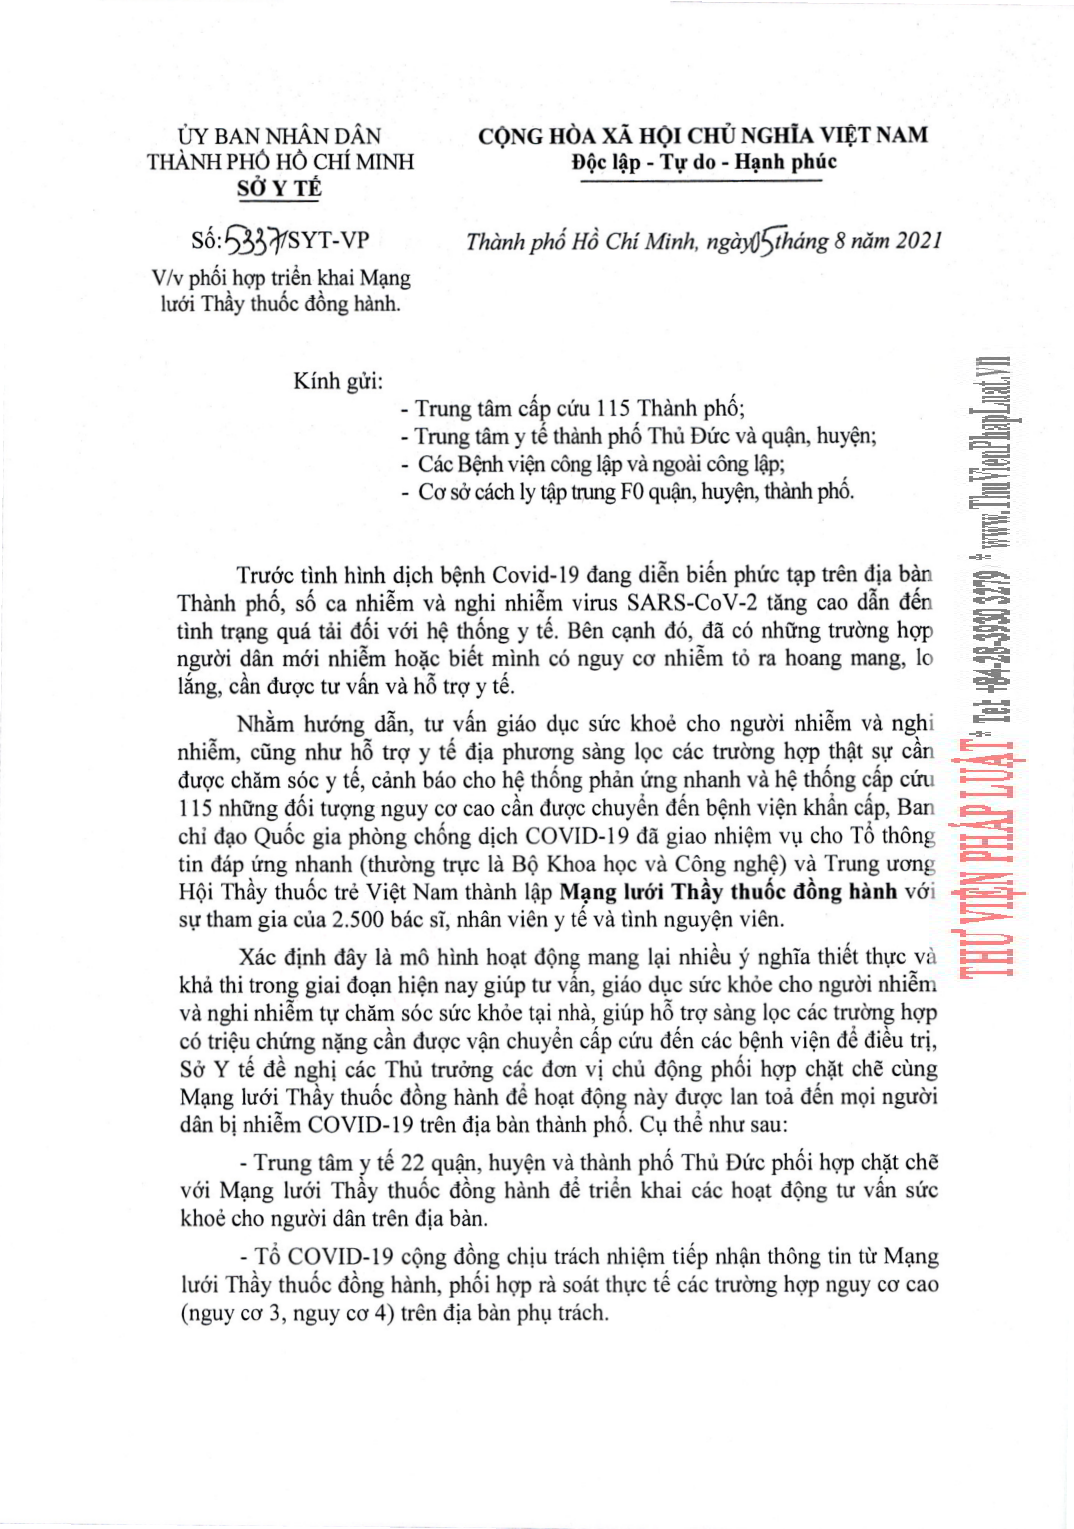 ỦY BAN NHÂN DÂN
THÀNH PHỐ HỒ CHÍ MINH
SỞ Y TẾ
CỘNG HÒA XÃ HỘI CHỦ NGHĨA VIỆT NAM
Độc lập - Tự do - Hạnh phúc
Số:5337/SYT-VP
V/v phối hợp triển khai Mạng
lưới Thầy thuốc đồng hành.
Thành phố Hồ Chí Minh, ngày 05 tháng 8 năm 2021
Kính gửi:
- Trung tâm cấp cứu 115 Thành phố;
- Trung tâm y tế thành phố Thủ Đức và quận, huyện;
- Các Bệnh viện công lập và ngoài công lập;
- Cơ sở cách ly tập trung F0 quận, huyện, thành phố.
Trước tình hình dịch bệnh Covid-19 đang diễn biến phức tạp trên địa bàn
Thành phố, số ca nhiễm và nghi nhiễm virus SARS-CoV-2 tăng cao dẫn đến
tình trạng quá tải đối với hệ thống y tế. Bên cạnh đó, đã có những trường hợp
người dân mới nhiễm hoặc biết mình có nguy cơ nhiễm tỏ ra hoang mang, lo
lắng, cần được tư vấn và hỗ trợ y tế.
Nhằm hướng dẫn, tư vấn giáo dục sức khoẻ cho người nhiễm và nghi
nhiễm, cũng như hỗ trợ y tế địa phương sàng lọc các trường hợp thật sự cần
được chăm sóc y tế, cảnh báo cho hệ thống phản ứng nhanh và hệ thống cấp cứu
115 những đối tượng nguy cơ cao cần được chuyển đến bệnh viện khẩn cấp, Ban
chỉ đạo Quốc gia phòng chống dịch COVID-19 đã giao nhiệm vụ cho Tổ thông
tin đáp ứng nhanh (thường trực là Bộ Khoa học và Công nghệ) và Trung ương
Hội Thầy thuốc trẻ Việt Nam thành lập Mạng lưới Thầy thuốc đồng hành với
sự tham gia của 2.500 bác sĩ, nhân viên y tế và tình nguyện viên.
Xác định đây là mô hình hoạt động mang lại nhiều ý nghĩa thiết thực và
khả thi trong giai đoạn hiện nay giúp tư vấn, giáo dục sức khỏe cho người nhiễm
và nghi nhiễm tự chăm sóc sức khỏe tại nhà, giúp hỗ trợ sàng lọc các trường hợp
có triệu chứng nặng cần được vận chuyển cấp cứu đến các bệnh viện để điều trị,
Sở Y tế đề nghị các Thủ trưởng các đơn vị chủ động phối hợp chặt chẽ cùng
Mạng lưới Thầy thuốc đồng hành để hoạt động này được lan toả đến mọi người
dân bị nhiễm COVID-19 trên địa bàn thành phố. Cụ thể như sau:
- Trung tâm y tế 22 quận, huyện và thành phố Thủ Đức phối hợp chặt chẽ
với Mạng lưới Thầy thuốc đồng hành để triển khai các hoạt động tư vấn sức
khoẻ cho người dân trên địa bàn.
- Tổ COVID-19 cộng đồng chịu trách nhiệm tiếp nhận thông tin từ Mạng
lưới Thầy thuốc đồng hành, phối hợp rà soát thực tế các trường hợp nguy cơ cao
(nguy cơ 3, nguy cơ 4) trên địa bàn phụ trách.
THƯ VIỆN PHÁP LUẬT * Tel: +84-28-3930 3279 * www.ThuVienPhapLuat.vn